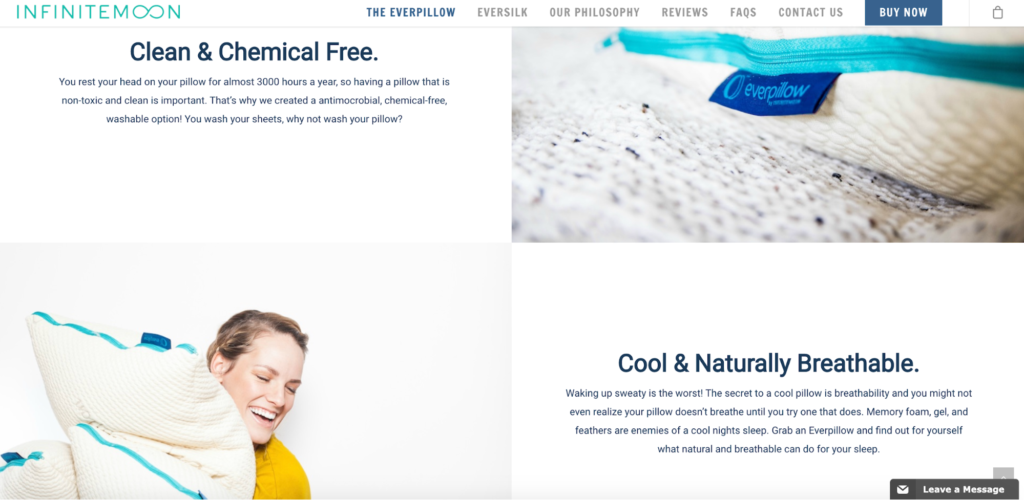 INFINITEMOON
THE EVERPILLOW
EVERSILK
OUR PHILOSOPHY
REVIEWS
FAQS
CONTACT US
BUY NOW
Clean & Chemical Free.
You rest your head on your pillow for almost 3000 hours a year, so having a pillow that is
non-toxic and clean is important. That's why we created a antimocrobial, chemical-free,
washable option! You wash your sheets, why not wash your pillow?
everpillow
Cool & Naturally Breathable.
Waking up sweaty is the worst! The secret to a cool pillow is breathability and you might not
even realize your pillow doesn't breathe until you try one that does. Memory foam, gel, and
feathers are enemies of a cool nights sleep. Grab an Everpillow and find out for yourself
what natural and breathable can do for your sleep.
Leave a Message